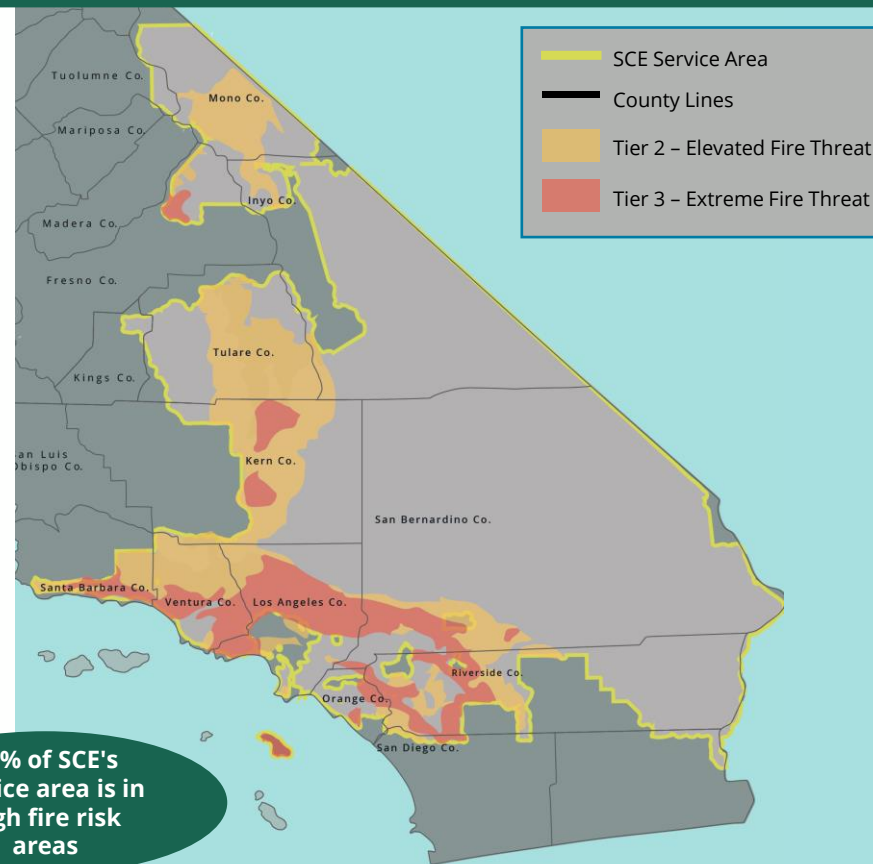 SCE Service Area
County Lines
Tier 2 – Elevated Fire Threat
Tier 3 – Extreme Fire Threat
Tuolumne Co.
Mono Co.
Mariposa Co.
Inyo Co.
Madera Co.
Fresno Co.
Tulare Co.
Kings Co.
an Luis
bispo Co.
Kern Co.
San Bernardino Co.
Santa Barbara Co.
Ventura Co.
Los Angeles Co.
Riverside Co.
Orange Co.
San Diego Co.
% of SCE's
ice area is in
gh fire risk
areas